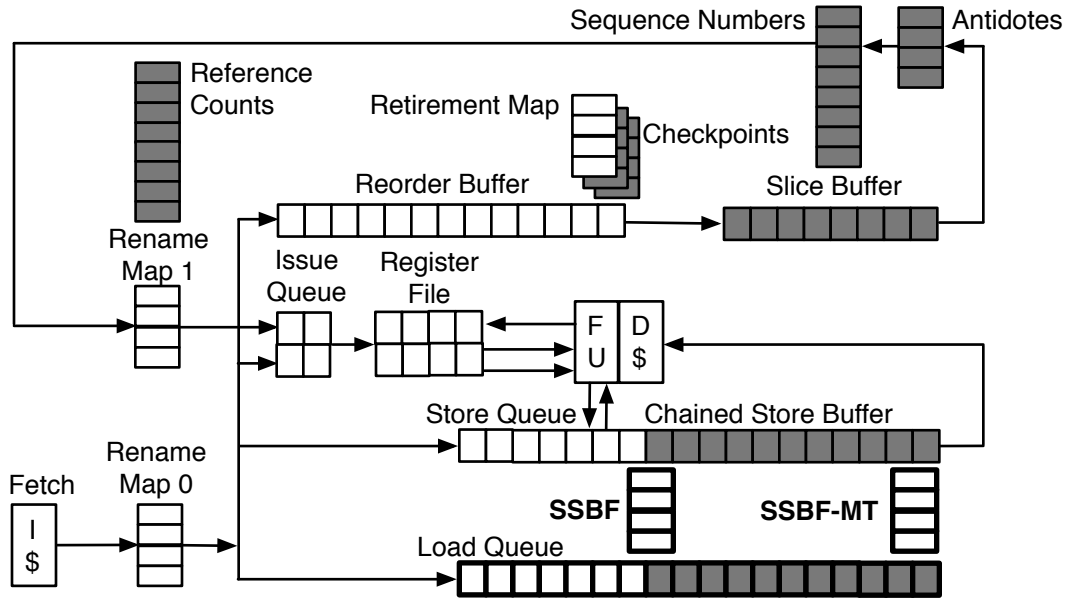 Sequence Numbers
Antidotes
Reference
Counts
Retirement Map
Checkpoints
Reorder Buffer
Slice Buffer
Rename
Map 1
Issue
Queue
Register
File
F
U
D
$
Store Queue
Chained Store Buffer
Rename
Map 0
Fetch
I
$
SSBF
SSBF-MT
Load Queue